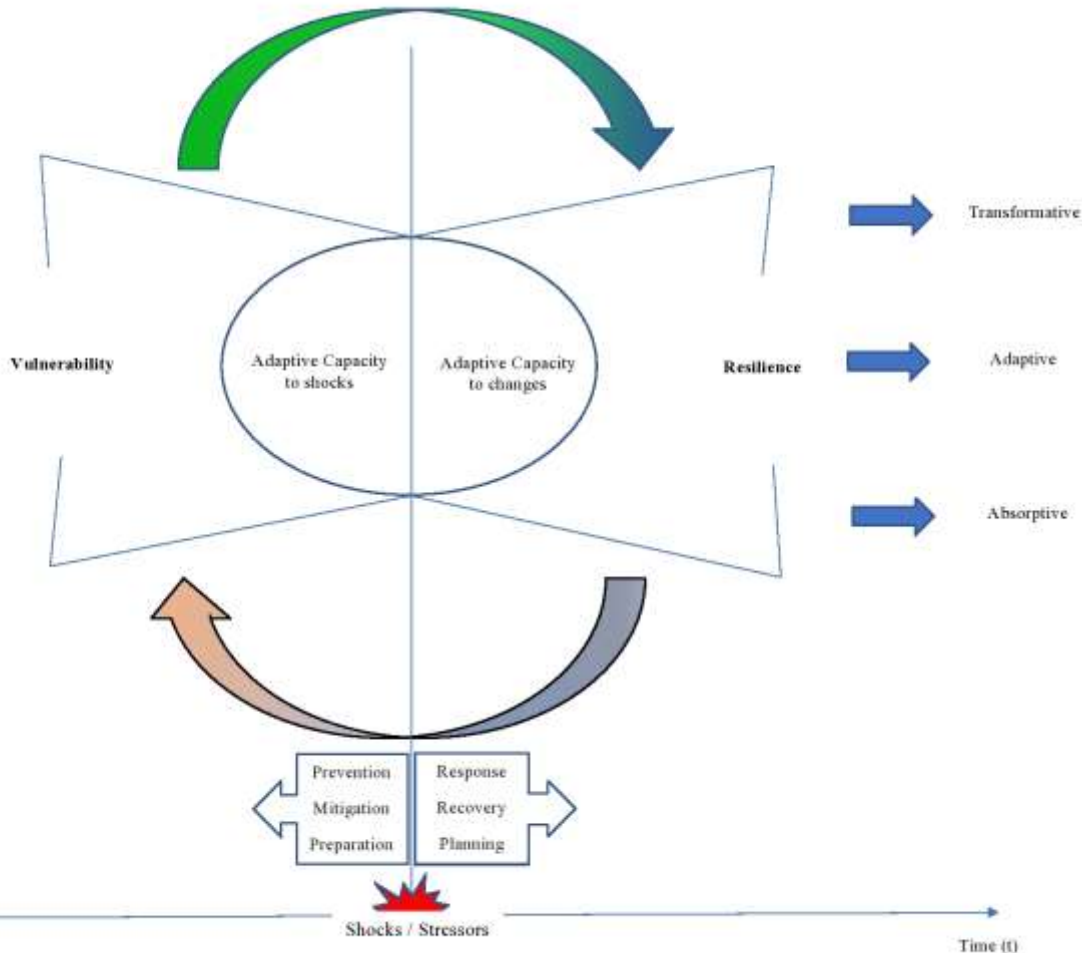 Transformative
Vulnerability
Adaptive Capacity
to shocks
Adaptive Capacity
to changes
Resilience
Adaptive
Absorptive
Prevention
Mitigation
Preparation
Response
Recovery
Planning
Shocks / Stressors
Time (t)